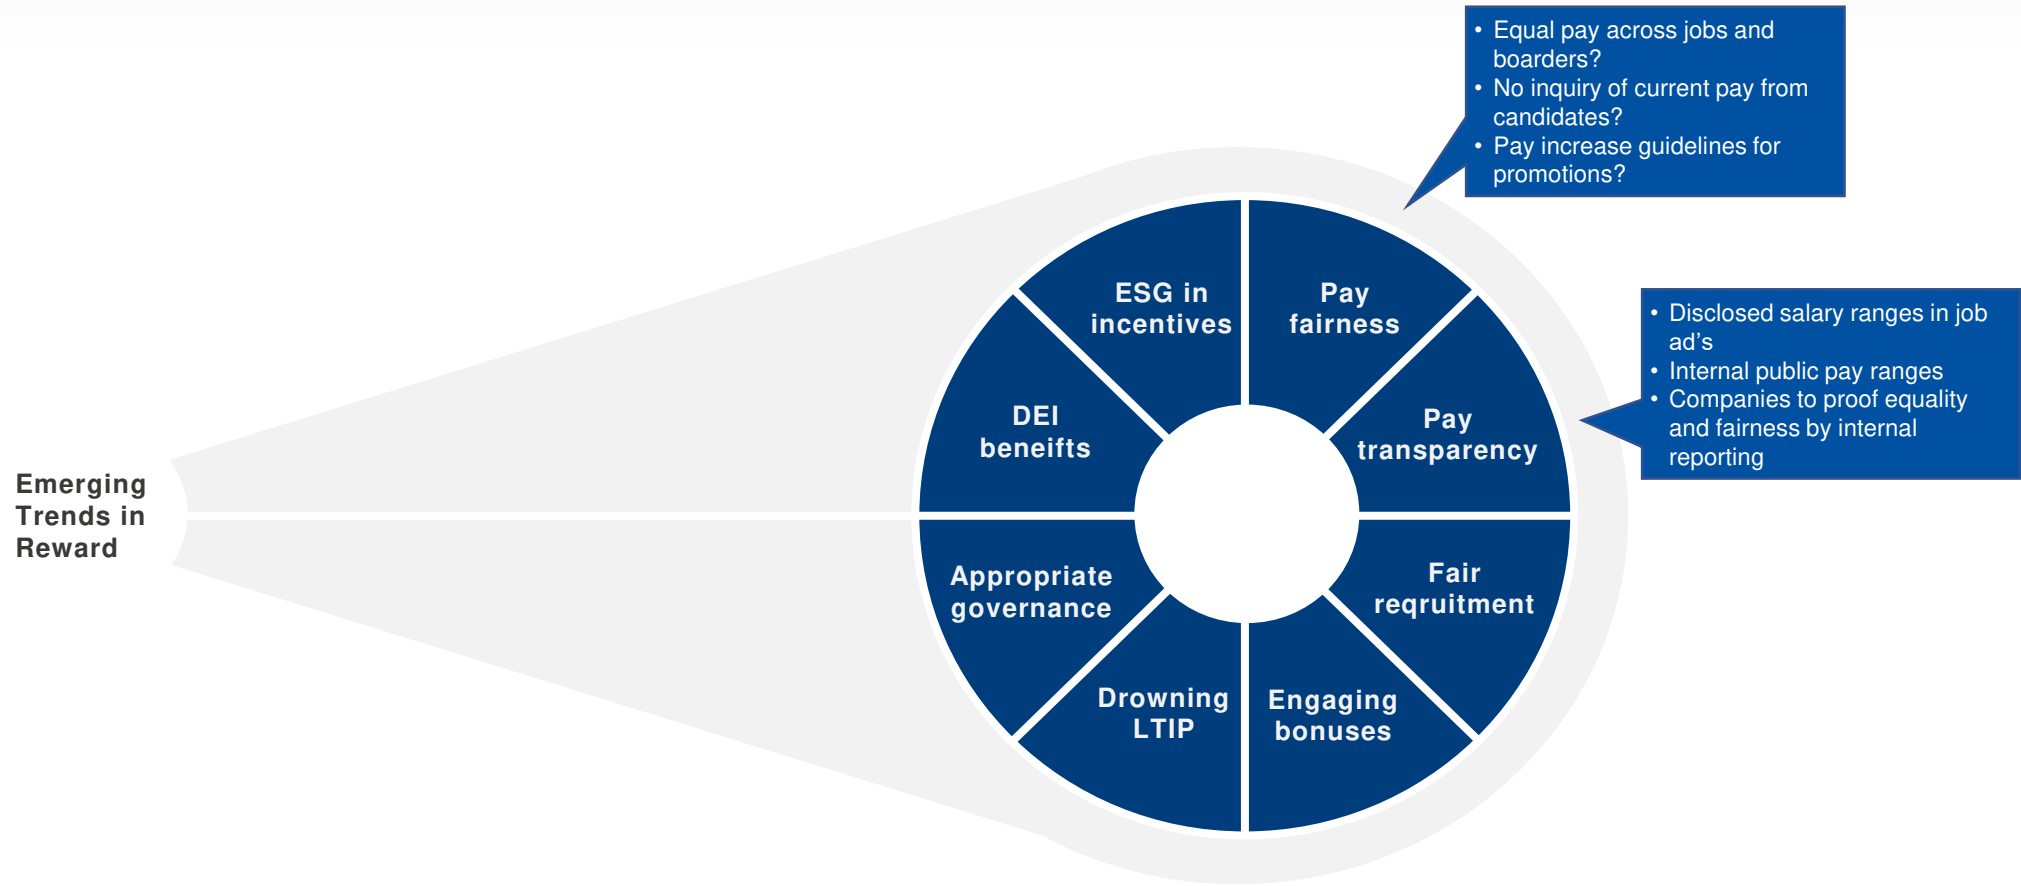 Emerging
Trends in
Reward
ESG in
incentives
Pay
fairness
Pay
transparency
Fair
reqruitment
Engaging
bonuses
Drowning
LTIP
Appropriate
governance
DEI
beneifts
• Equal pay across jobs and
boarders?
• No inquiry of current pay from
candidates?
• Pay increase guidelines for
promotions?
• Disclosed salary ranges in job
ad’s
• Internal public pay ranges
• Companies to proof equality
and fairness by internal
reporting